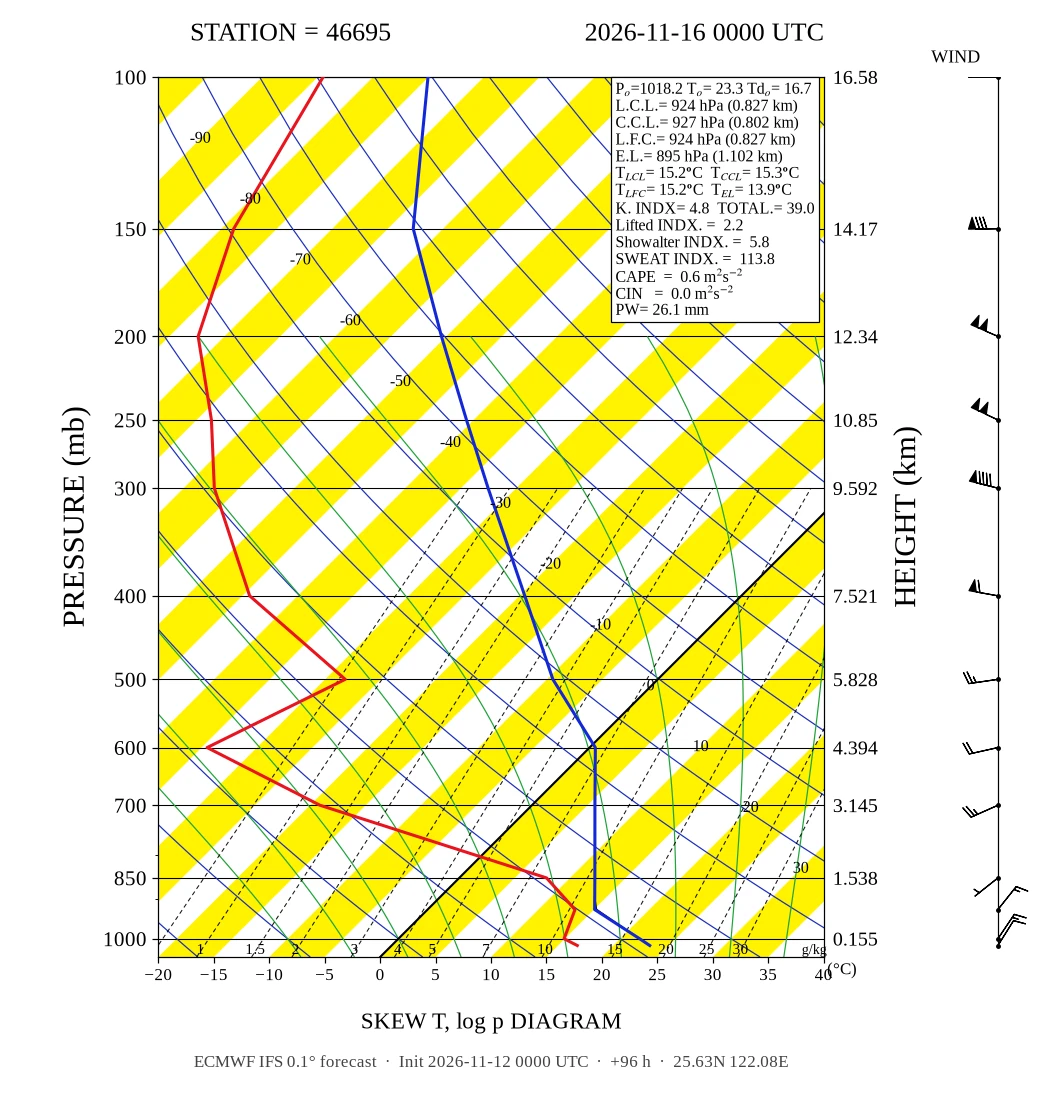 STATION = 46695
2026-11-16 0000 UTC
WIND
100
150
200
250
300
400
500
600
700
850
1000
PRESSURE (mb)
-90
-80
-70
-60
-50
-40
-30
-20
-10
0
10
20
30
Pₒ=1018.2 Tₒ= 23.3 Tdₒ= 16.7
L.C.L.= 924 hPa (0.827 km)
C.C.L.= 927 hPa (0.802 km)
L.F.C.= 924 hPa (0.827 km)
E.L.= 895 hPa (1.102 km)
T_LCL= 15.2°C T_CCL= 15.3°C
T_LFC= 15.2°C T_EL= 13.9°C
K. INDX= 4.8 TOTAL.= 39.0
Lifted INDX. = 2.2
Showalter INDX. = 5.8
SWEAT INDX. = 113.8
CAPE = 0.6 m²s⁻²
CIN = 0.0 m²s⁻²
PW= 26.1 mm
16.58
14.17
12.34
10.85
9.592
7.521
5.828
4.394
3.145
1.538
0.155
HEIGHT (km)
1 1.5 2 3 4 5 7 10 15 20 25 30 g/kg
−20 −15 −10 −5 0 5 10 15 20 25 30 35 40 (°C)
SKEW T, log p DIAGRAM
ECMWF IFS 0.1° forecast · Init 2026-11-12 0000 UTC · +96 h · 25.63N 122.08E